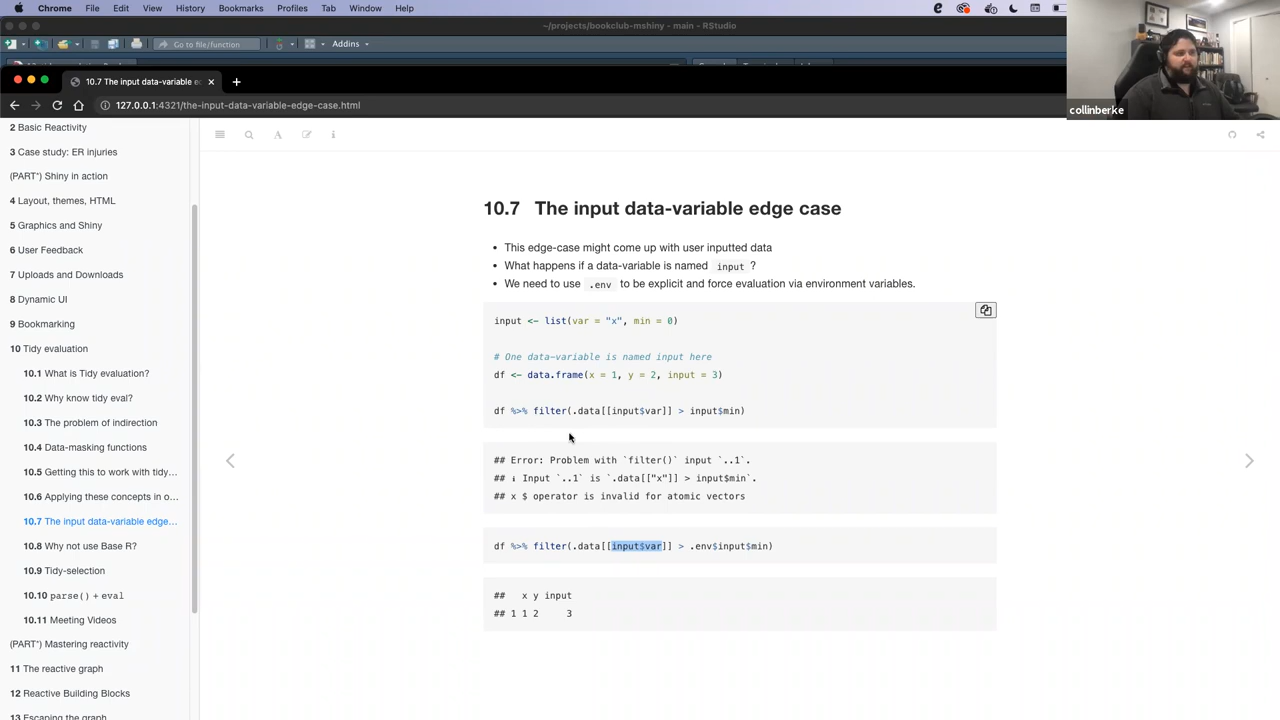 Chrome File Edit View History Bookmarks Profiles Tab Window Help
~/projects/bookclub-mshiny - main - RStudio
Go to file/function Addins
10.7 The input data-variable ec
127.0.0.1:4321/the-input-data-variable-edge-case.html
collinberke
2 Basic Reactivity
3 Case study: ER injuries
(PART*) Shiny in action
4 Layout, themes, HTML
5 Graphics and Shiny
6 User Feedback
7 Uploads and Downloads
8 Dynamic UI
9 Bookmarking
10 Tidy evaluation
10.1 What is Tidy evaluation?
10.2 Why know tidy eval?
10.3 The problem of indirection
10.4 Data-masking functions
10.5 Getting this to work with tidy…
10.6 Applying these concepts in o…
10.7 The input data-variable edge…
10.8 Why not use Base R?
10.9 Tidy-selection
10.10 parse() + eval
10.11 Meeting Videos
(PART*) Mastering reactivity
11 The reactive graph
12 Reactive Building Blocks
13 Escaping the graph
10.7 The input data-variable edge case
• This edge-case might come up with user inputted data
• What happens if a data-variable is named input ?
• We need to use .env to be explicit and force evaluation via environment variables.
input <- list(var = "x", min = 0)
# One data-variable is named input here
df <- data.frame(x = 1, y = 2, input = 3)
df %>% filter(.data[[input$var]] > input$min)
## Error: Problem with `filter()` input `..1`.
## ℹ Input `..1` is `.data[["x"]] > input$min`.
## x $ operator is invalid for atomic vectors
df %>% filter(.data[[input$var]] > .env$input$min)
## x y input
## 1 1 2 3